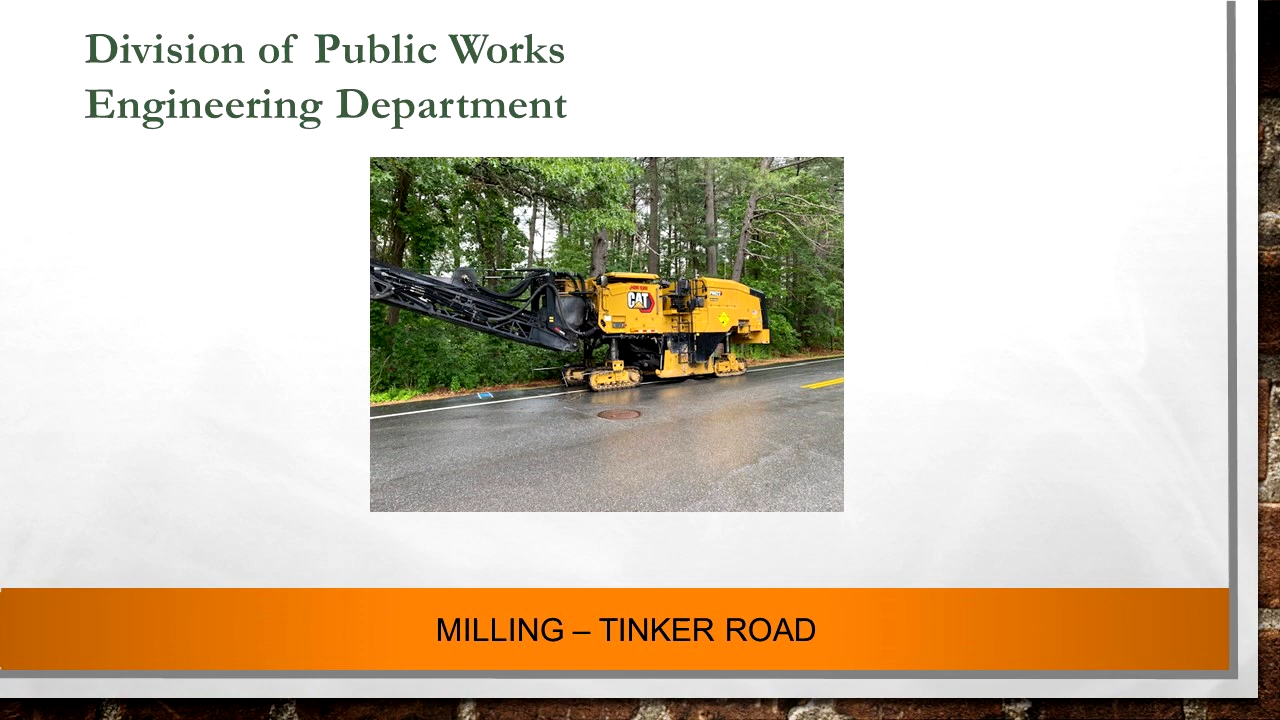 Division of Public Works
Engineering Department
CAT
MILLING – TINKER ROAD